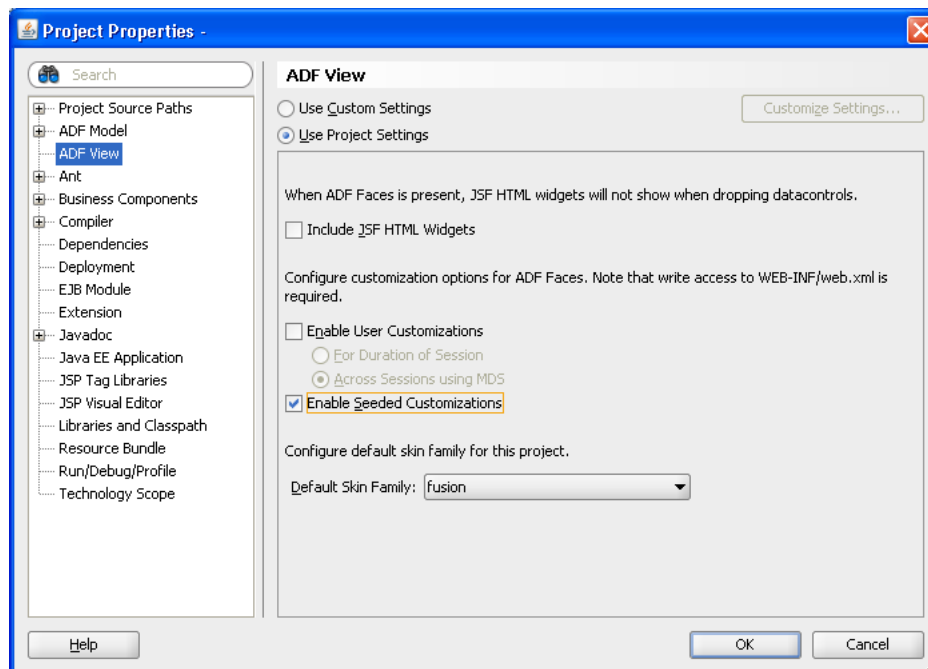 Project Properties -
Search
Project Source Paths
ADF Model
ADF View
Ant
Business Components
Compiler
Dependencies
Deployment
EJB Module
Extension
Javadoc
Java EE Application
JSP Tag Libraries
JSP Visual Editor
Libraries and Classpath
Resource Bundle
Run/Debug/Profile
Technology Scope
ADF View
Use Custom Settings
Customize Settings...
Use Project Settings
When ADF Faces is present, JSF HTML widgets will not show when dropping datacontrols.
Include JSF HTML Widgets
Configure customization options for ADF Faces. Note that write access to WEB-INF/web.xml is
required.
Enable User Customizations
For Duration of Session
Across Sessions using MDS
Enable Seeded Customizations
Configure default skin family for this project.
Default Skin Family: fusion
Help
OK
Cancel